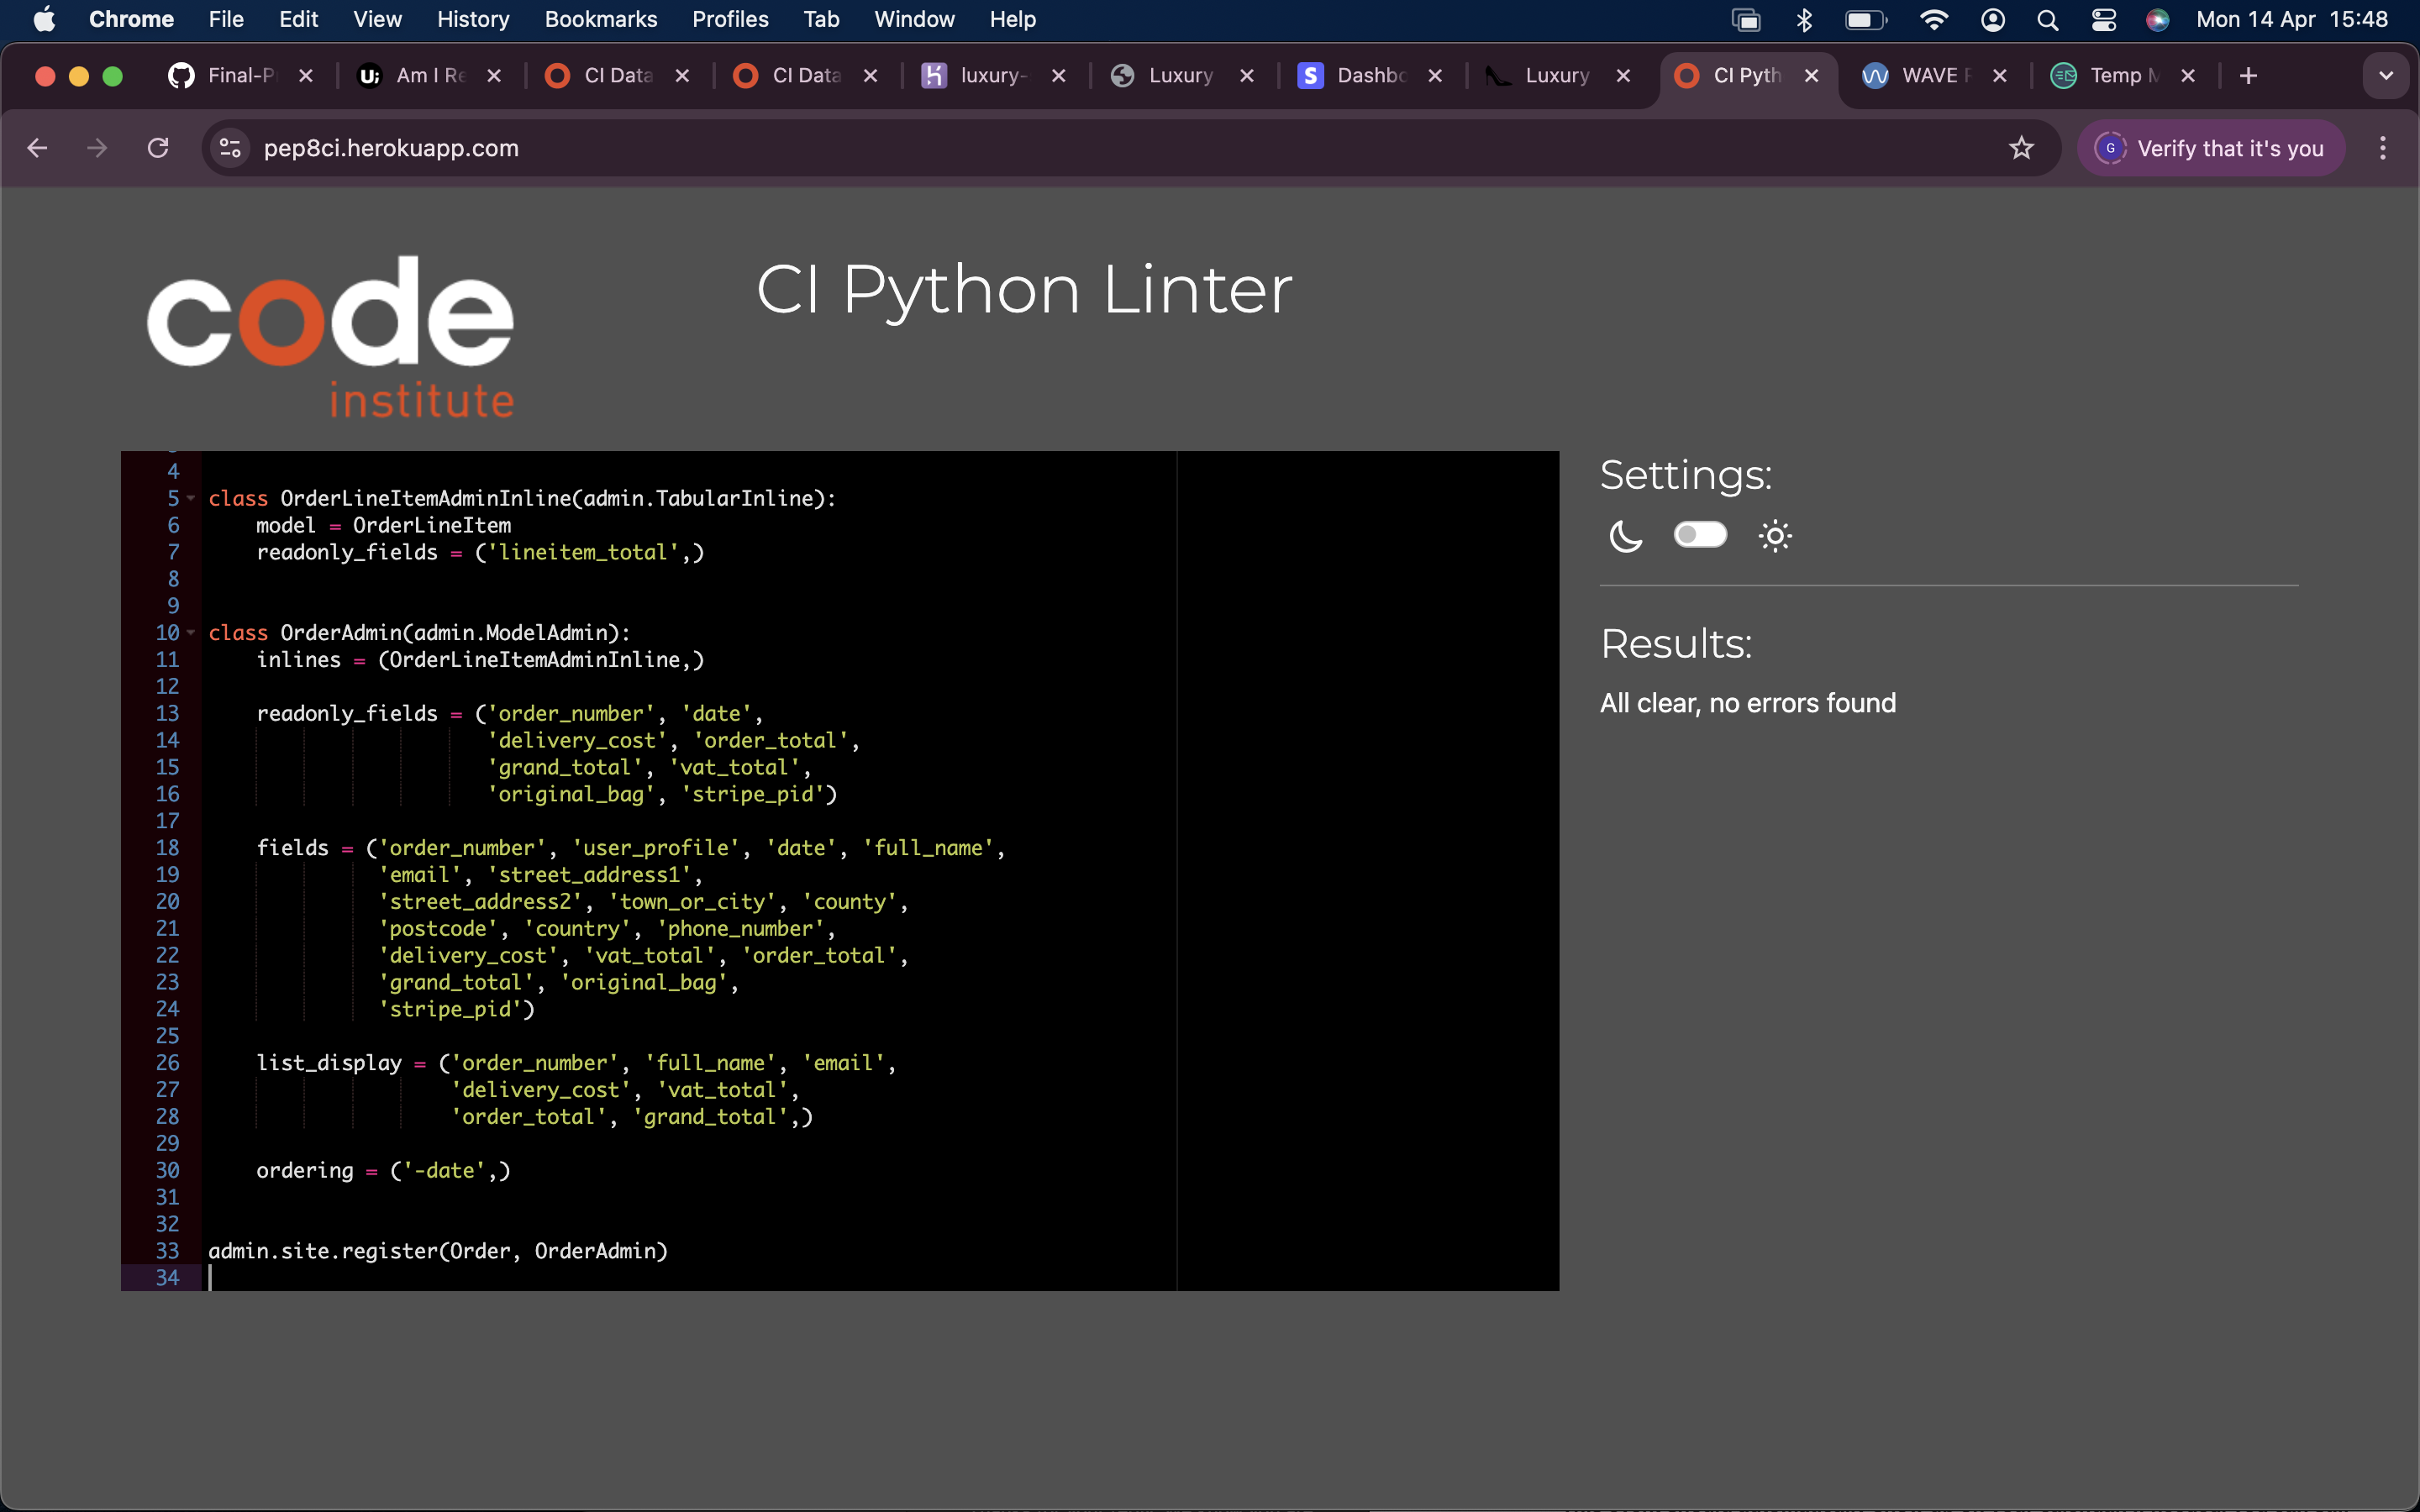 Chrome File Edit View History Bookmarks Profiles Tab Window Help Mon 14 Apr 15:48
Final-P Am I Re CI Data CI Data luxury- Luxury Dashbo Luxury CI Pyth WAVE Temp M
pep8ci.herokuapp.com G Verify that it's you
code
institute
CI Python Linter
4
5 class OrderLineItemAdminInline(admin.TabularInline):
6     model = OrderLineItem
7     readonly_fields = ('lineitem_total',)
8
9
10 class OrderAdmin(admin.ModelAdmin):
11     inlines = (OrderLineItemAdminInline,)
12
13     readonly_fields = ('order_number', 'date',
14                        'delivery_cost', 'order_total',
15                        'grand_total', 'vat_total',
16                        'original_bag', 'stripe_pid')
17
18     fields = ('order_number', 'user_profile', 'date', 'full_name',
19               'email', 'street_address1',
20               'street_address2', 'town_or_city', 'county',
21               'postcode', 'country', 'phone_number',
22               'delivery_cost', 'vat_total', 'order_total',
23               'grand_total', 'original_bag',
24               'stripe_pid')
25
26     list_display = ('order_number', 'full_name', 'email',
27                     'delivery_cost', 'vat_total',
28                     'order_total', 'grand_total',)
29
30     ordering = ('-date',)
31
32
33 admin.site.register(Order, OrderAdmin)
34
Settings:
Results:
All clear, no errors found